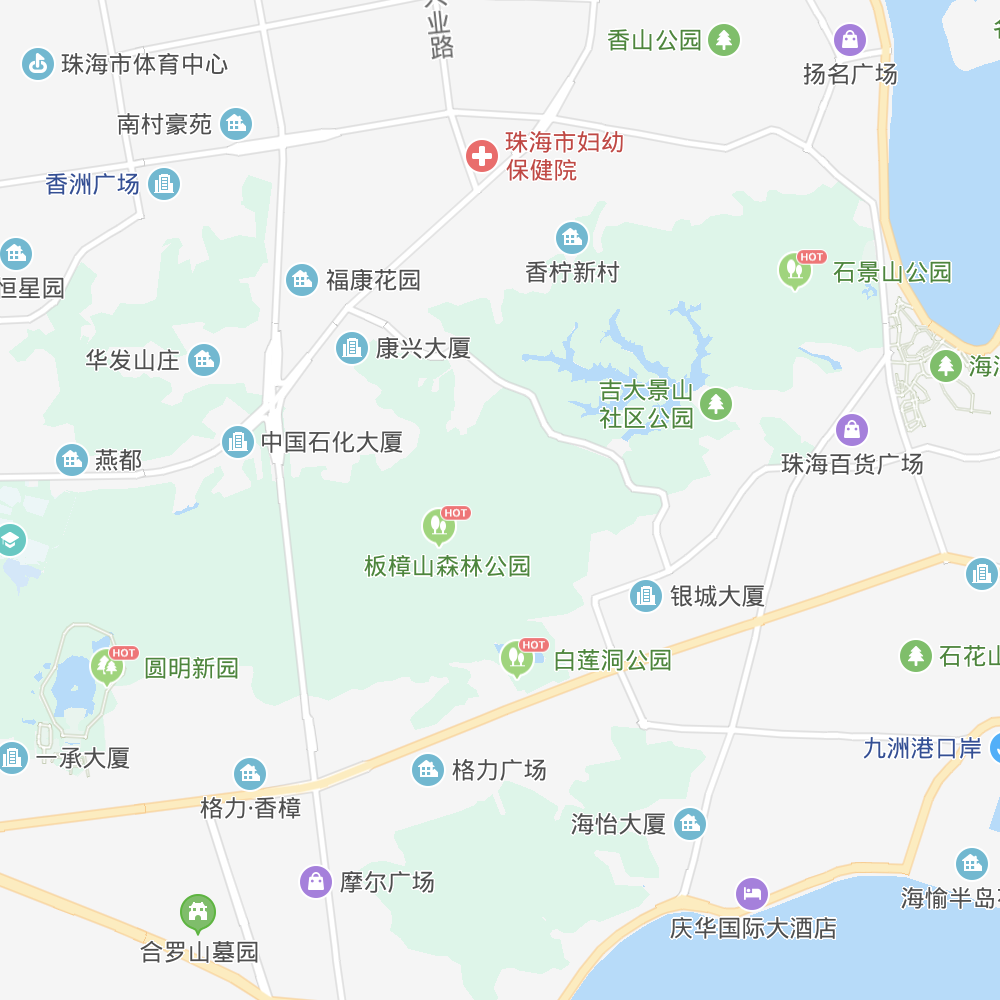 兴业路
香山公园
珠海市体育中心
扬名广场
南村豪苑
珠海市妇幼
保健院
香洲广场
恒星园
福康花园
香柠新村
HOT
石景山公园
康兴大厦
华发山庄
海滨
吉大景山
社区公园
中国石化大厦
燕都
珠海百货广场
HOT
板樟山森林公园
银城大厦
HOT
圆明新园
HOT
白莲洞公园
石花山
一承大厦
九洲港口岸
格力·香樟
格力广场
海怡大厦
摩尔广场
海愉半岛花
庆华国际大酒店
合罗山墓园